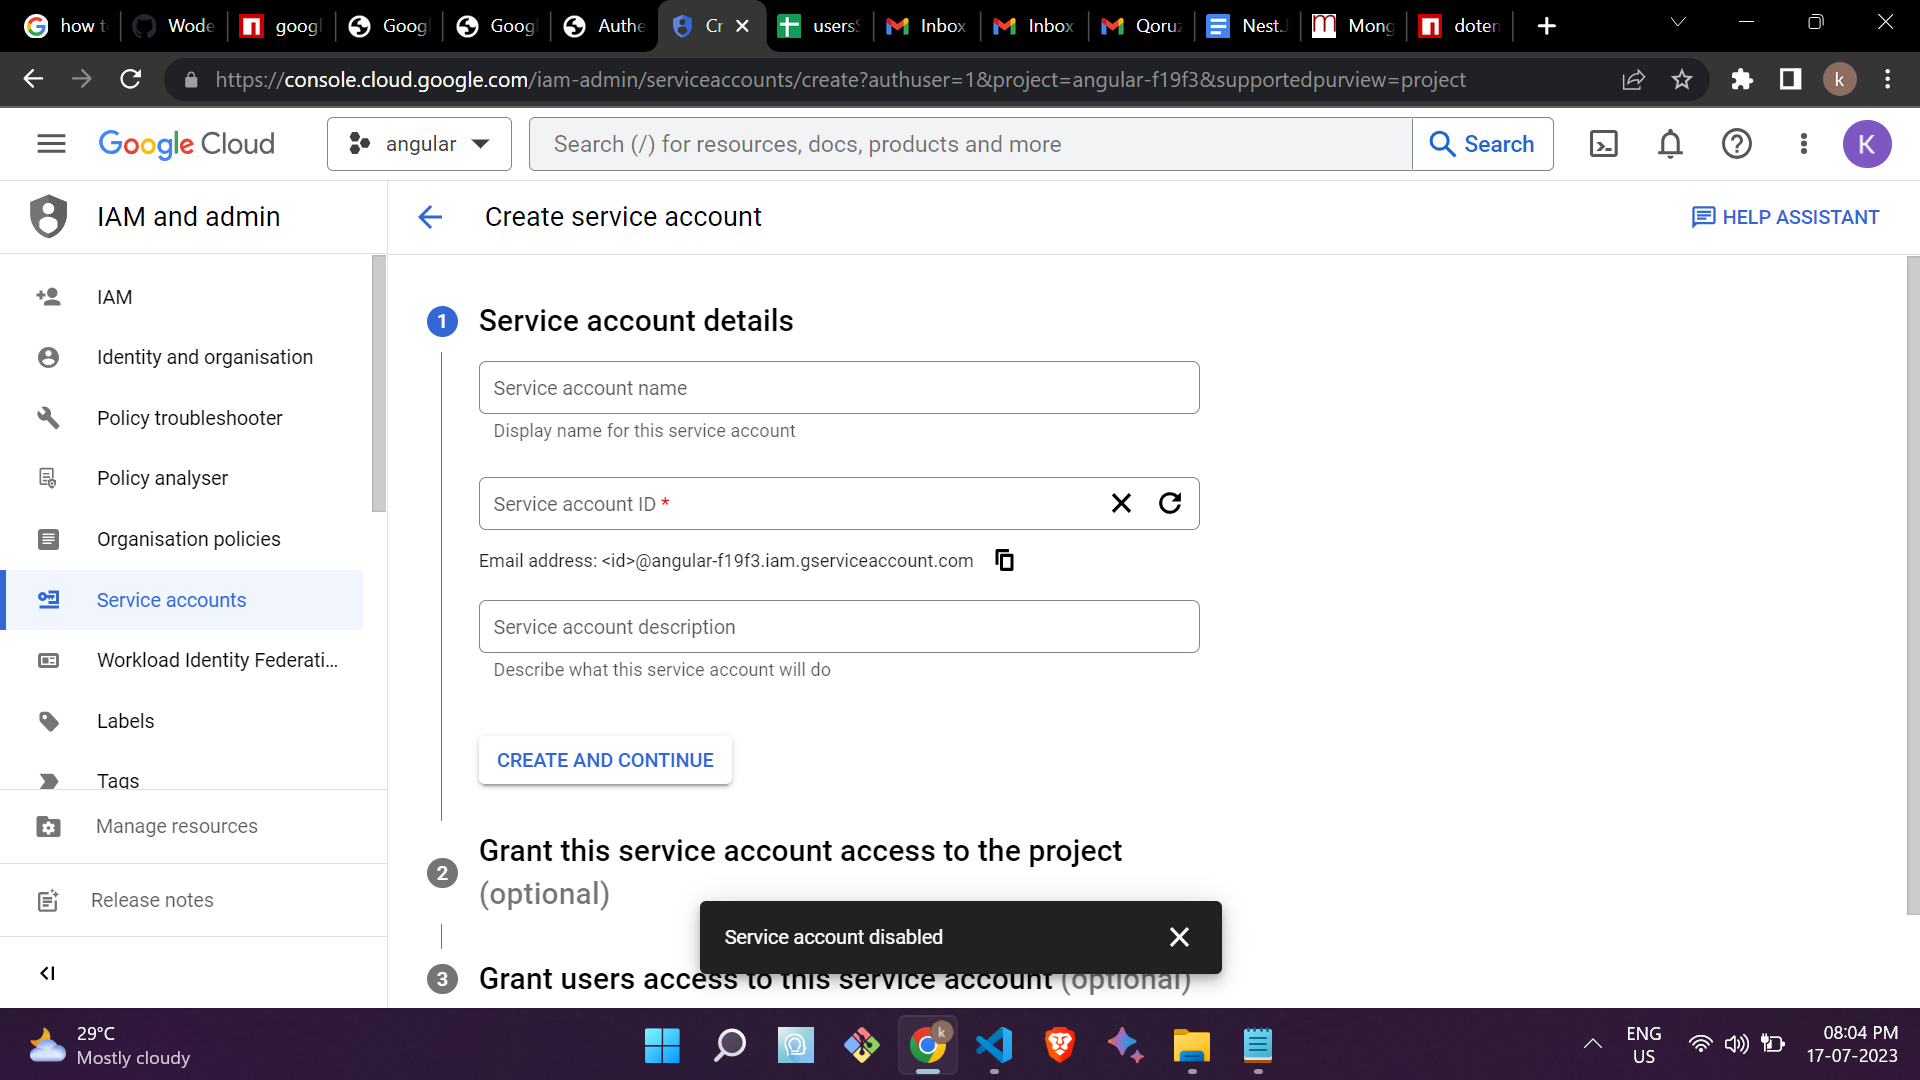 how t
Wode
googl
Googl
Googl
Authe
Cr
usersS
Inbox
Inbox
Qoruz
Nest.J
Mong
doten
https://console.cloud.google.com/iam-admin/serviceaccounts/create?authuser=1&project=angular-f19f3&supportedpurview=project
k
Google Cloud
angular
Search (/) for resources, docs, products and more
Search
K
IAM and admin
Create service account
HELP ASSISTANT
IAM
Identity and organisation
Policy troubleshooter
Policy analyser
Organisation policies
Service accounts
Workload Identity Federati...
Labels
Tags
Manage resources
Release notes
1 Service account details
Service account name
Display name for this service account
Service account ID *
Email address: <id>@angular-f19f3.iam.gserviceaccount.com
Service account description
Describe what this service account will do
CREATE AND CONTINUE
2 Grant this service account access to the project
(optional)
Service account disabled
3 Grant users access to this service account (optional)
29°C
Mostly cloudy
k
ENG
US
08:04 PM
17-07-2023